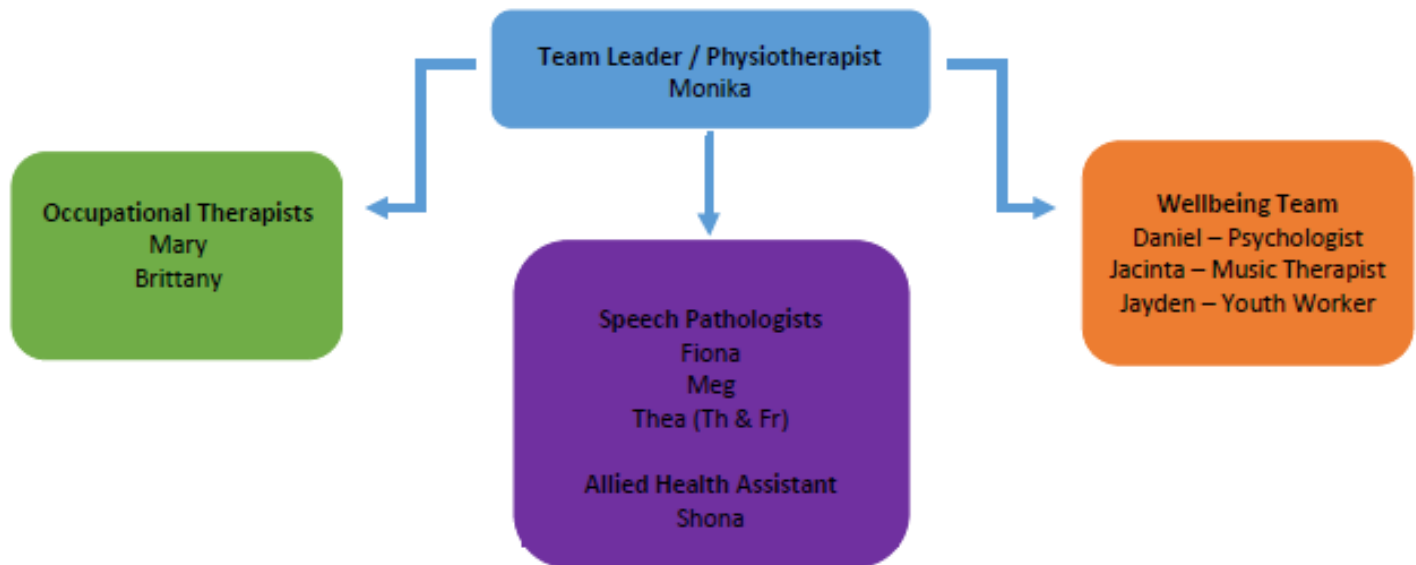 Team Leader / Physiotherapist
Monika
Occupational Therapists
Mary
Brittany
Speech Pathologists
Fiona
Meg
Thea (Th & Fr)
Allied Health Assistant
Shona
Wellbeing Team
Daniel – Psychologist
Jacinta – Music Therapist
Jayden – Youth Worker